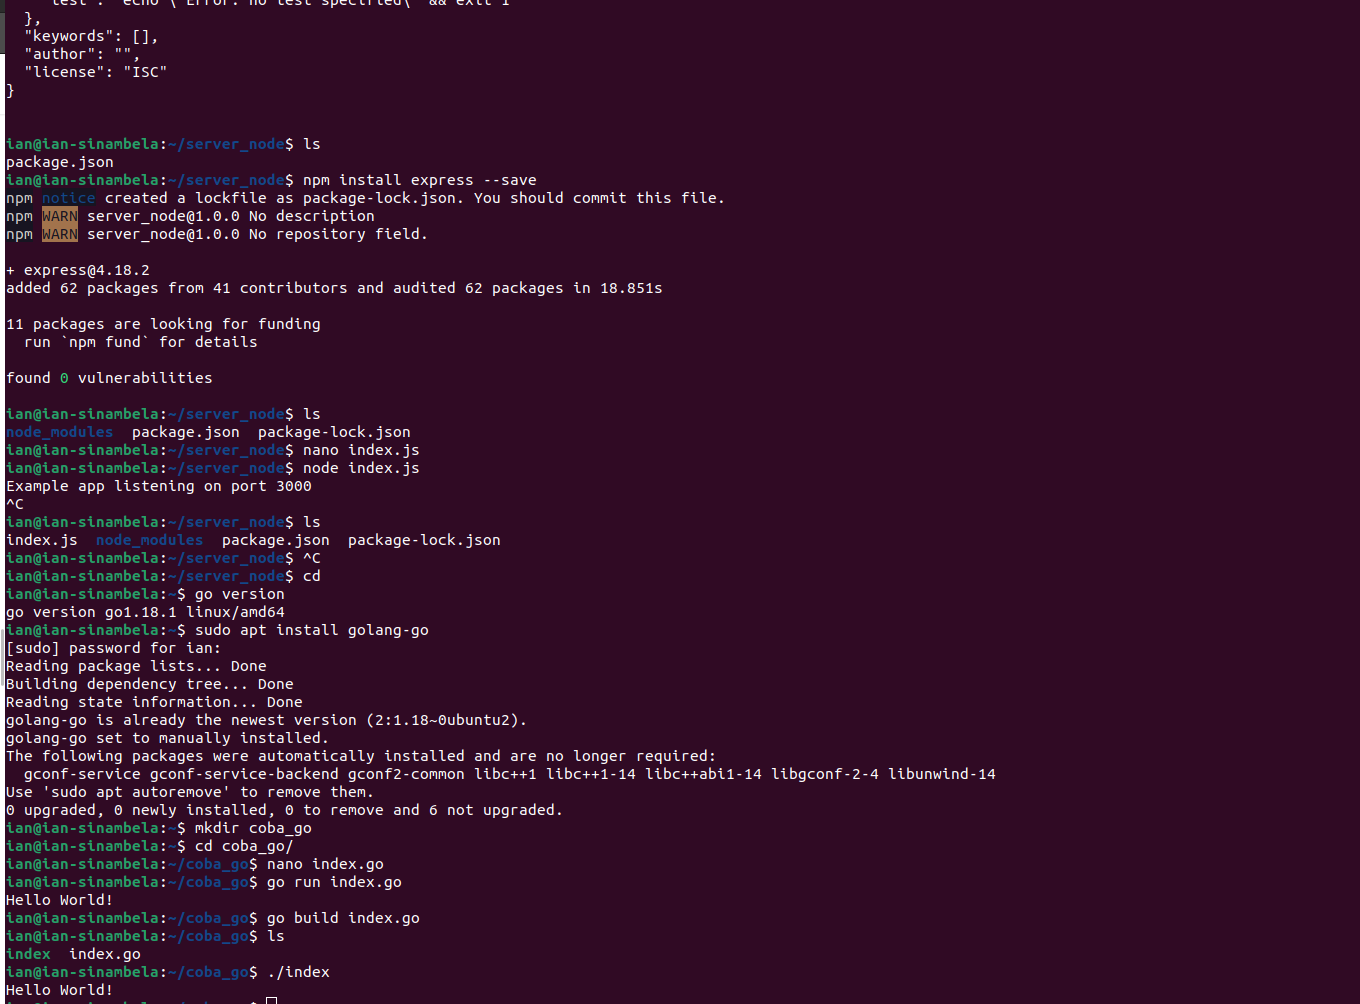 "test": "echo \"Error: no test specified\" && exit 1"
},
"keywords": [],
"author": "",
"license": "ISC"
}
ian@ian-sinambela:~/server_node$ ls
package.json
ian@ian-sinambela:~/server_node$ npm install express --save
npm notice created a lockfile as package-lock.json. You should commit this file.
npm WARN server_node@1.0.0 No description
npm WARN server_node@1.0.0 No repository field.
+ express@4.18.2
added 62 packages from 41 contributors and audited 62 packages in 18.851s
11 packages are looking for funding
run `npm fund` for details
found 0 vulnerabilities
ian@ian-sinambela:~/server_node$ ls
node_modules  package.json  package-lock.json
ian@ian-sinambela:~/server_node$ nano index.js
ian@ian-sinambela:~/server_node$ node index.js
Example app listening on port 3000
^C
ian@ian-sinambela:~/server_node$ ls
index.js  node_modules  package.json  package-lock.json
ian@ian-sinambela:~/server_node$ ^C
ian@ian-sinambela:~/server_node$ cd
ian@ian-sinambela:~$ go version
go version go1.18.1 linux/amd64
ian@ian-sinambela:~$ sudo apt install golang-go
[sudo] password for ian:
Reading package lists... Done
Building dependency tree... Done
Reading state information... Done
golang-go is already the newest version (2:1.18~0ubuntu2).
golang-go set to manually installed.
The following packages were automatically installed and are no longer required:
gconf-service gconf-service-backend gconf2-common libc++1 libc++1-14 libc++abi1-14 libgconf-2-4 libunwind-14
Use 'sudo apt autoremove' to remove them.
0 upgraded, 0 newly installed, 0 to remove and 6 not upgraded.
ian@ian-sinambela:~$ mkdir coba_go
ian@ian-sinambela:~$ cd coba_go/
ian@ian-sinambela:~/coba_go$ nano index.go
ian@ian-sinambela:~/coba_go$ go run index.go
Hello World!
ian@ian-sinambela:~/coba_go$ go build index.go
ian@ian-sinambela:~/coba_go$ ls
index  index.go
ian@ian-sinambela:~/coba_go$ ./index
Hello World!